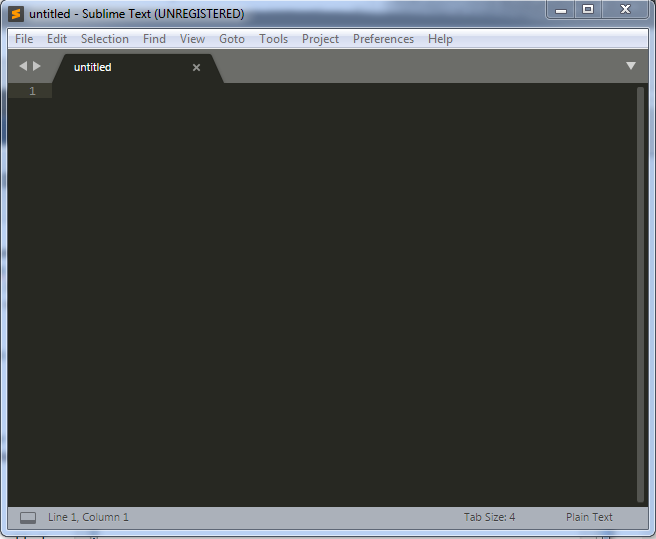 untitled - Sublime Text (UNREGISTERED)
File Edit Selection Find View Goto Tools Project Preferences Help
untitled
1
Line 1, Column 1 Tab Size: 4 Plain Text